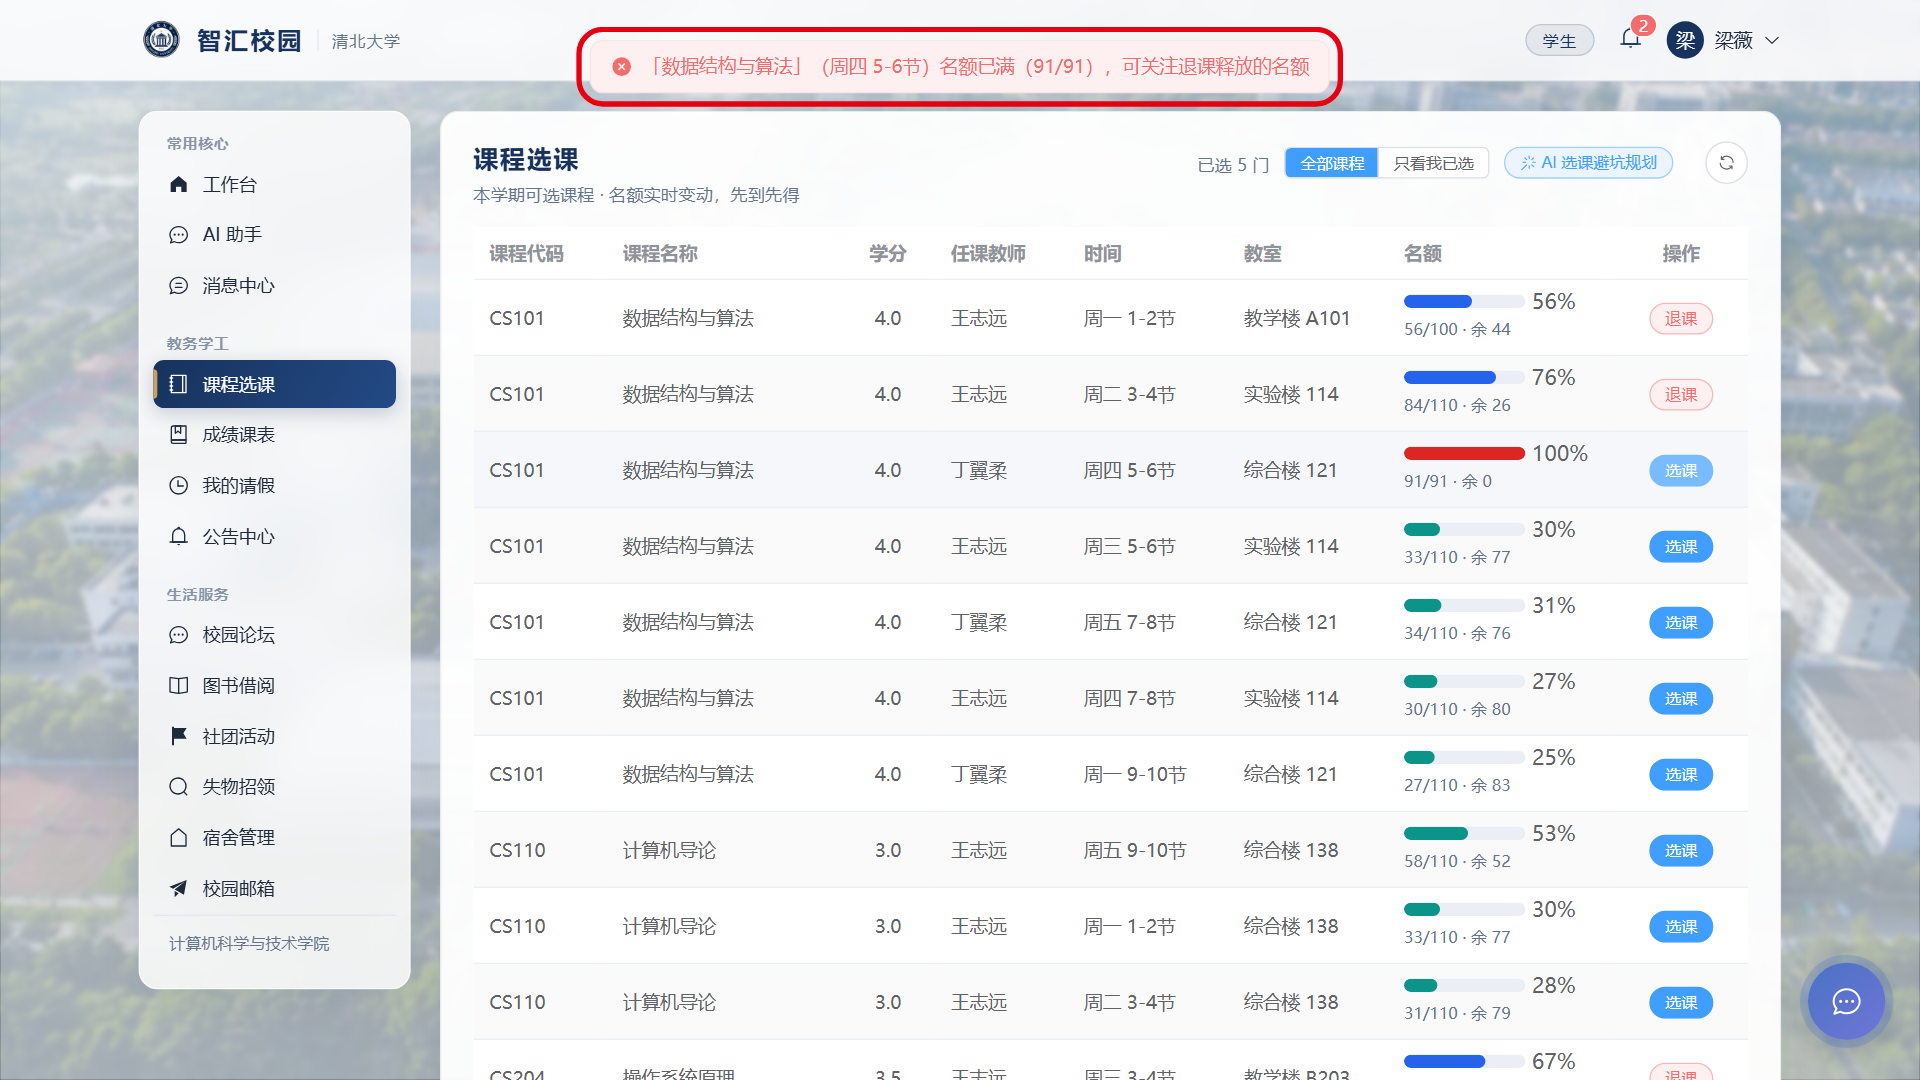 智汇校园
清北大学
「数据结构与算法」（周四 5-6节）名额已满（91/91），可关注退课释放的名额
学生
2
梁
梁薇
常用核心
工作台
AI 助手
消息中心
教务学工
课程选课
成绩课表
我的请假
公告中心
生活服务
校园论坛
图书借阅
社团活动
失物招领
宿舍管理
校园邮箱
计算机科学与技术学院
课程选课
本学期可选课程 · 名额实时变动，先到先得
已选 5 门
全部课程
只看我已选
AI 选课避坑规划
课程代码 课程名称 学分 任课教师 时间 教室 名额 操作
CS101 数据结构与算法 4.0 王志远 周一 1-2节 教学楼 A101 56% 56/100 · 余 44 退课
CS101 数据结构与算法 4.0 王志远 周二 3-4节 实验楼 114 76% 84/110 · 余 26 退课
CS101 数据结构与算法 4.0 丁翼柔 周四 5-6节 综合楼 121 100% 91/91 · 余 0 选课
CS101 数据结构与算法 4.0 王志远 周三 5-6节 实验楼 114 30% 33/110 · 余 77 选课
CS101 数据结构与算法 4.0 丁翼柔 周五 7-8节 综合楼 121 31% 34/110 · 余 76 选课
CS101 数据结构与算法 4.0 王志远 周四 7-8节 实验楼 114 27% 30/110 · 余 80 选课
CS101 数据结构与算法 4.0 丁翼柔 周一 9-10节 综合楼 121 25% 27/110 · 余 83 选课
CS110 计算机导论 3.0 王志远 周五 9-10节 综合楼 138 53% 58/110 · 余 52 选课
CS110 计算机导论 3.0 王志远 周一 1-2节 综合楼 138 30% 33/110 · 余 77 选课
CS110 计算机导论 3.0 王志远 周二 3-4节 综合楼 138 28% 31/110 · 余 79 选课
CS204 操作系统原理 3.5 王志远 周三 3-4节 教学楼 B203 67% 退课